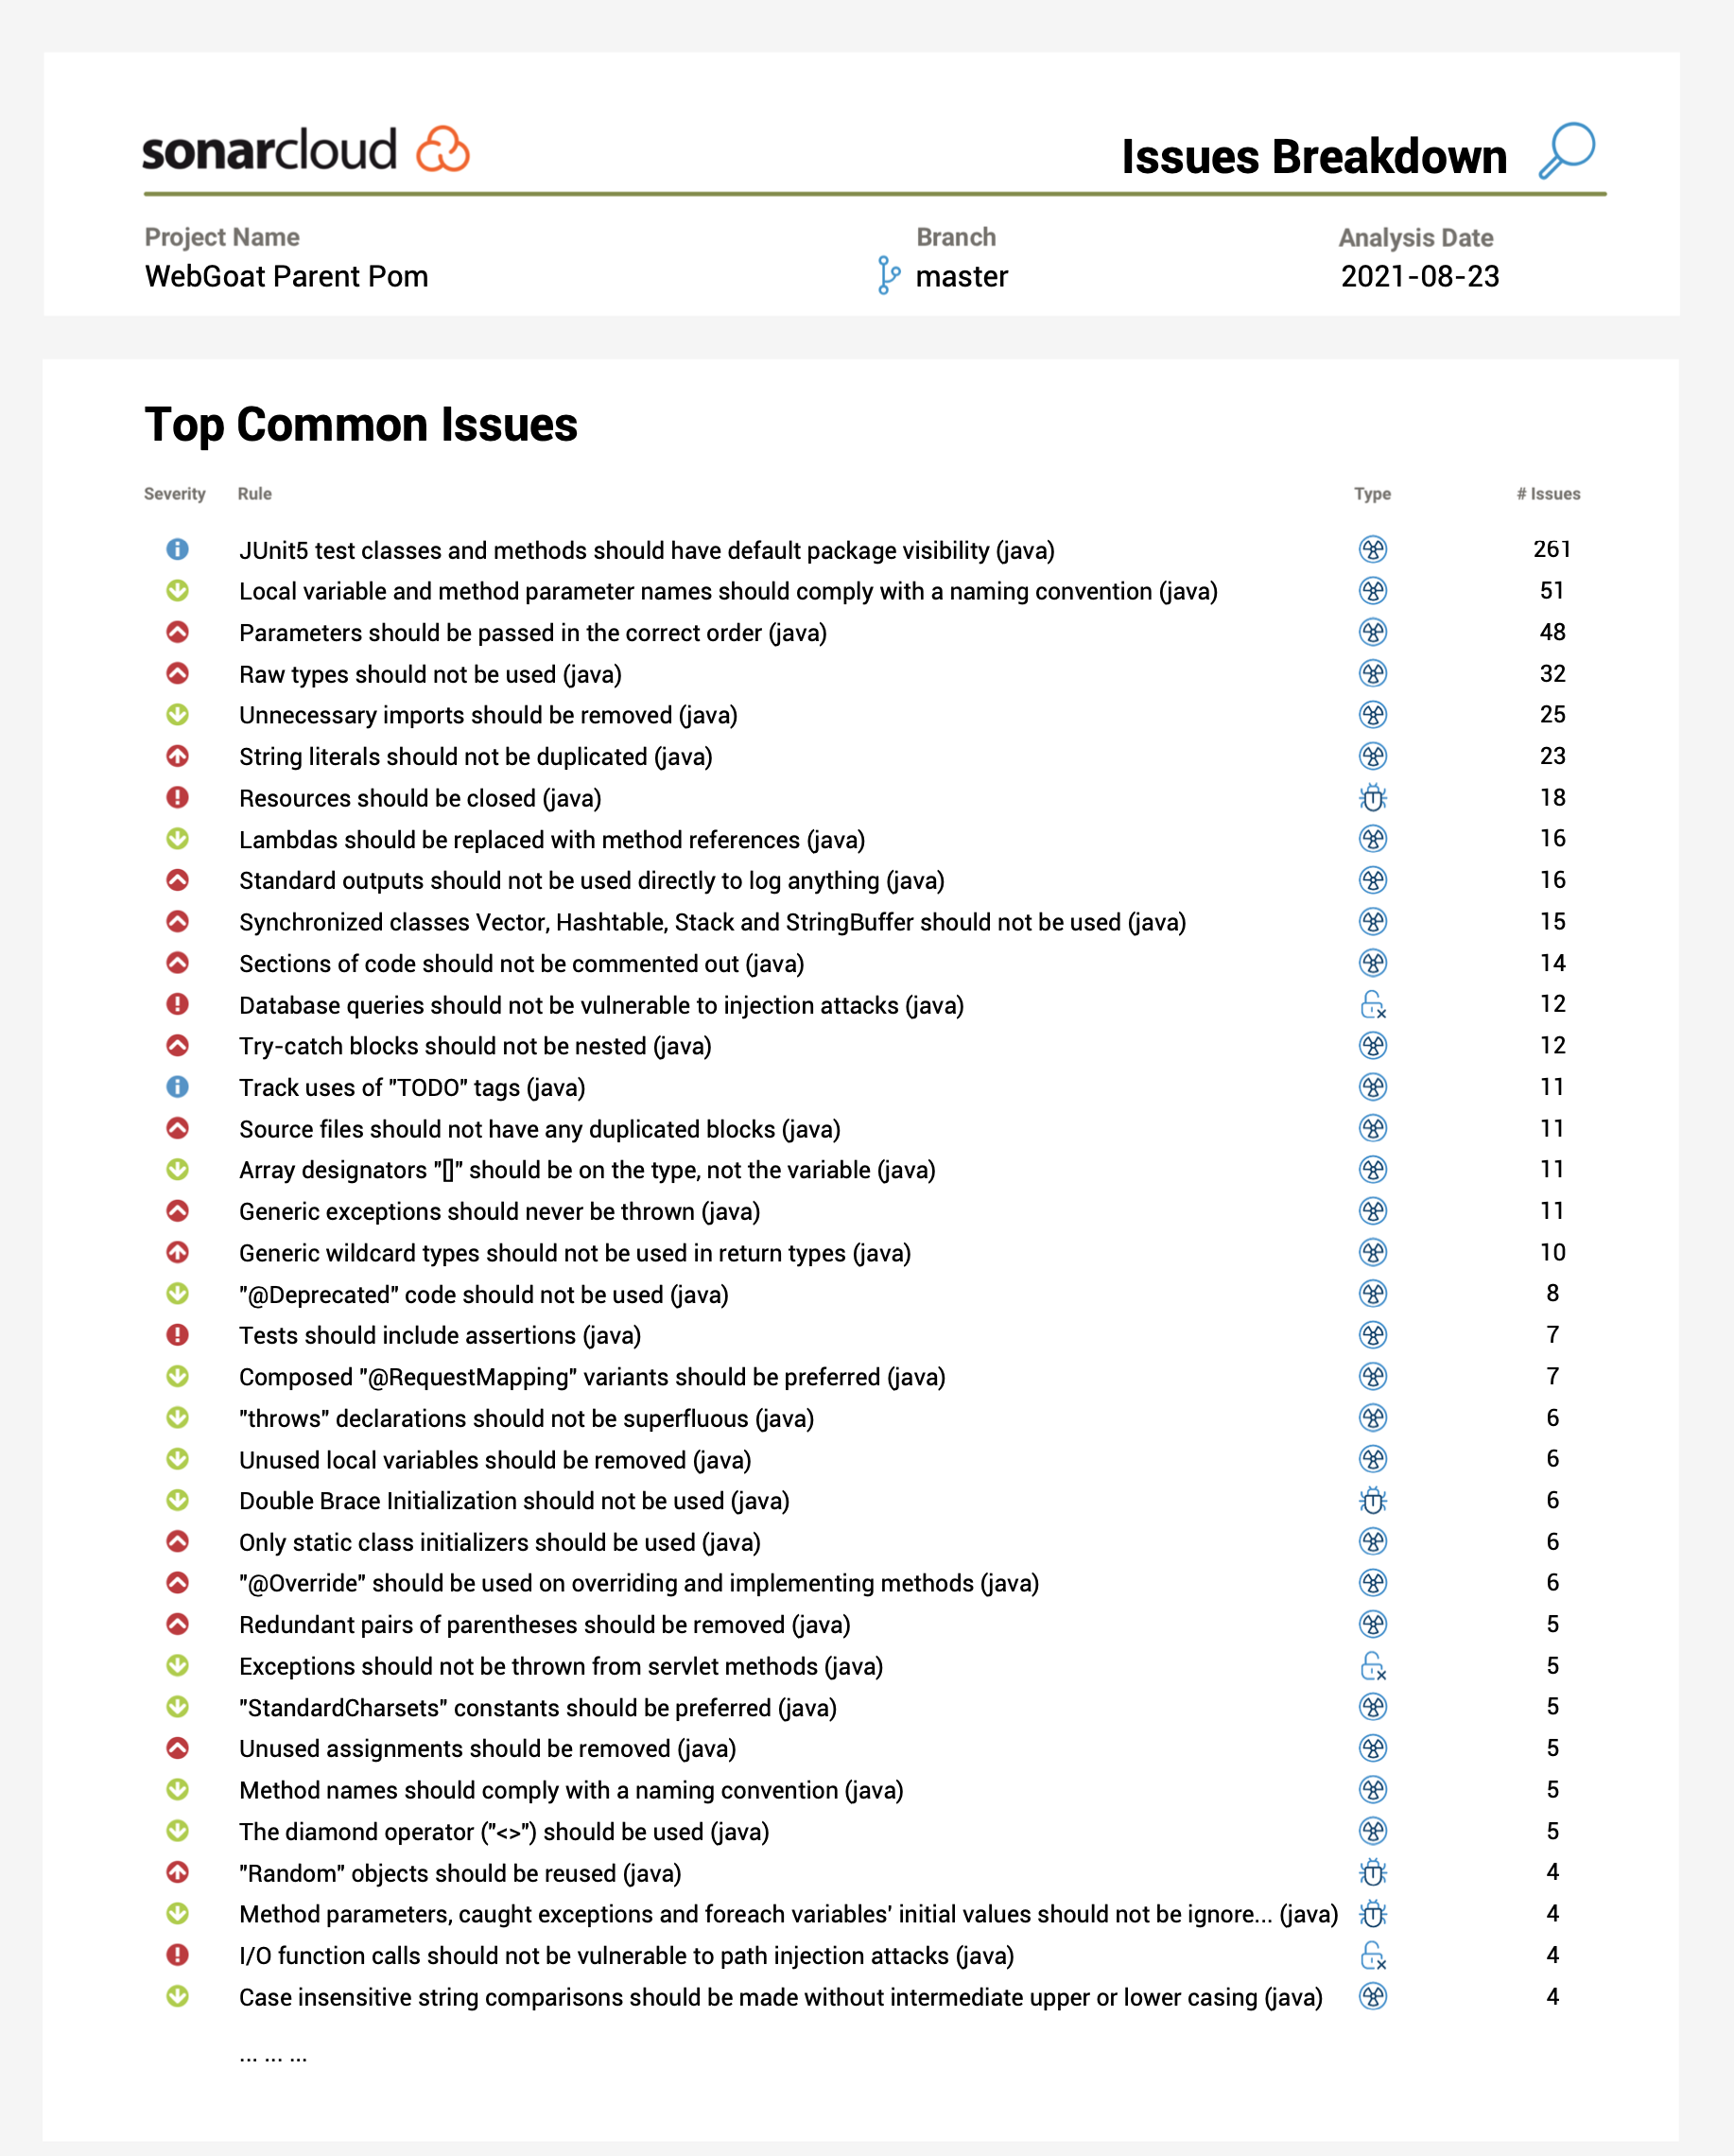 sonarcloud
Issues Breakdown
Project Name
Branch
Analysis Date
WebGoat Parent Pom
master
2021-08-23
Top Common Issues
Severity Rule Type # Issues
JUnit5 test classes and methods should have default package visibility (java) 261
Local variable and method parameter names should comply with a naming convention (java) 51
Parameters should be passed in the correct order (java) 48
Raw types should not be used (java) 32
Unnecessary imports should be removed (java) 25
String literals should not be duplicated (java) 23
Resources should be closed (java) 18
Lambdas should be replaced with method references (java) 16
Standard outputs should not be used directly to log anything (java) 16
Synchronized classes Vector, Hashtable, Stack and StringBuffer should not be used (java) 15
Sections of code should not be commented out (java) 14
Database queries should not be vulnerable to injection attacks (java) 12
Try-catch blocks should not be nested (java) 12
Track uses of "TODO" tags (java) 11
Source files should not have any duplicated blocks (java) 11
Array designators "[]" should be on the type, not the variable (java) 11
Generic exceptions should never be thrown (java) 11
Generic wildcard types should not be used in return types (java) 10
"@Deprecated" code should not be used (java) 8
Tests should include assertions (java) 7
Composed "@RequestMapping" variants should be preferred (java) 7
"throws" declarations should not be superfluous (java) 6
Unused local variables should be removed (java) 6
Double Brace Initialization should not be used (java) 6
Only static class initializers should be used (java) 6
"@Override" should be used on overriding and implementing methods (java) 6
Redundant pairs of parentheses should be removed (java) 5
Exceptions should not be thrown from servlet methods (java) 5
"StandardCharsets" constants should be preferred (java) 5
Unused assignments should be removed (java) 5
Method names should comply with a naming convention (java) 5
The diamond operator ("<>") should be used (java) 5
"Random" objects should be reused (java) 4
Method parameters, caught exceptions and foreach variables' initial values should not be ignore... (java) 4
I/O function calls should not be vulnerable to path injection attacks (java) 4
Case insensitive string comparisons should be made without intermediate upper or lower casing (java) 4
... ... ...